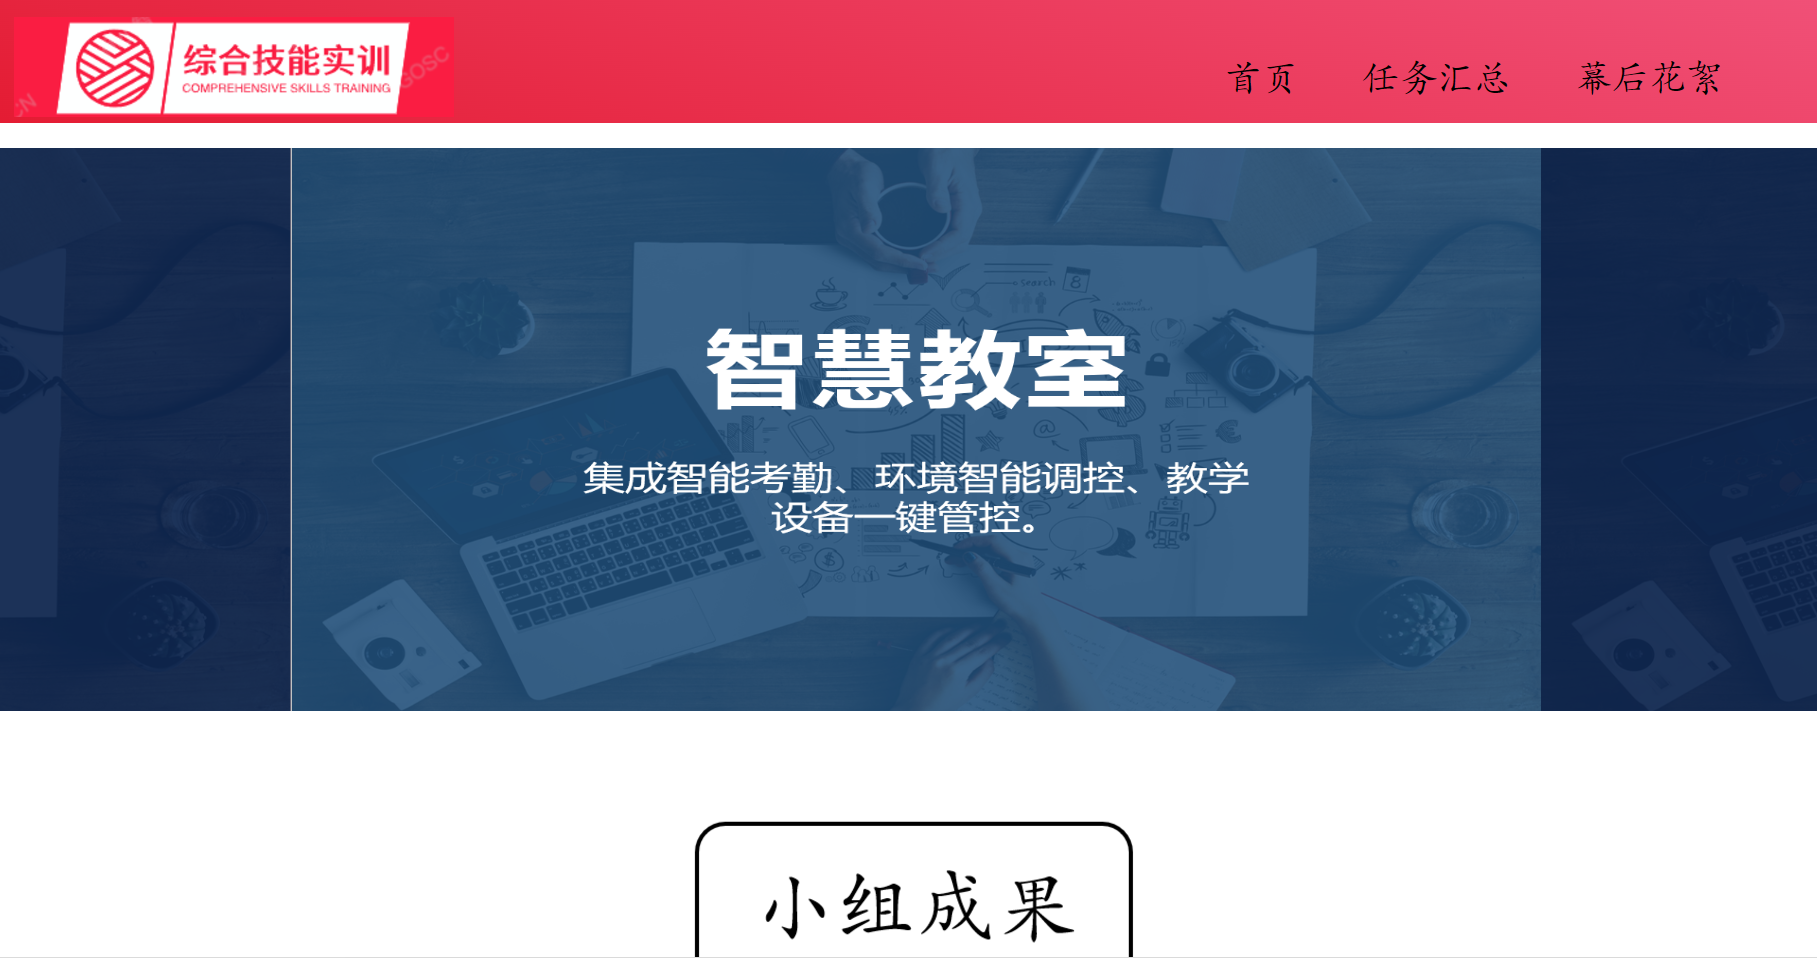 综合技能实训
COMPREHENSIVE SKILLS TRAINING
首页 任务汇总 幕后花絮
智慧教室
集成智能考勤、环境智能调控、教学
设备一键管控。
Search
8
小组成果